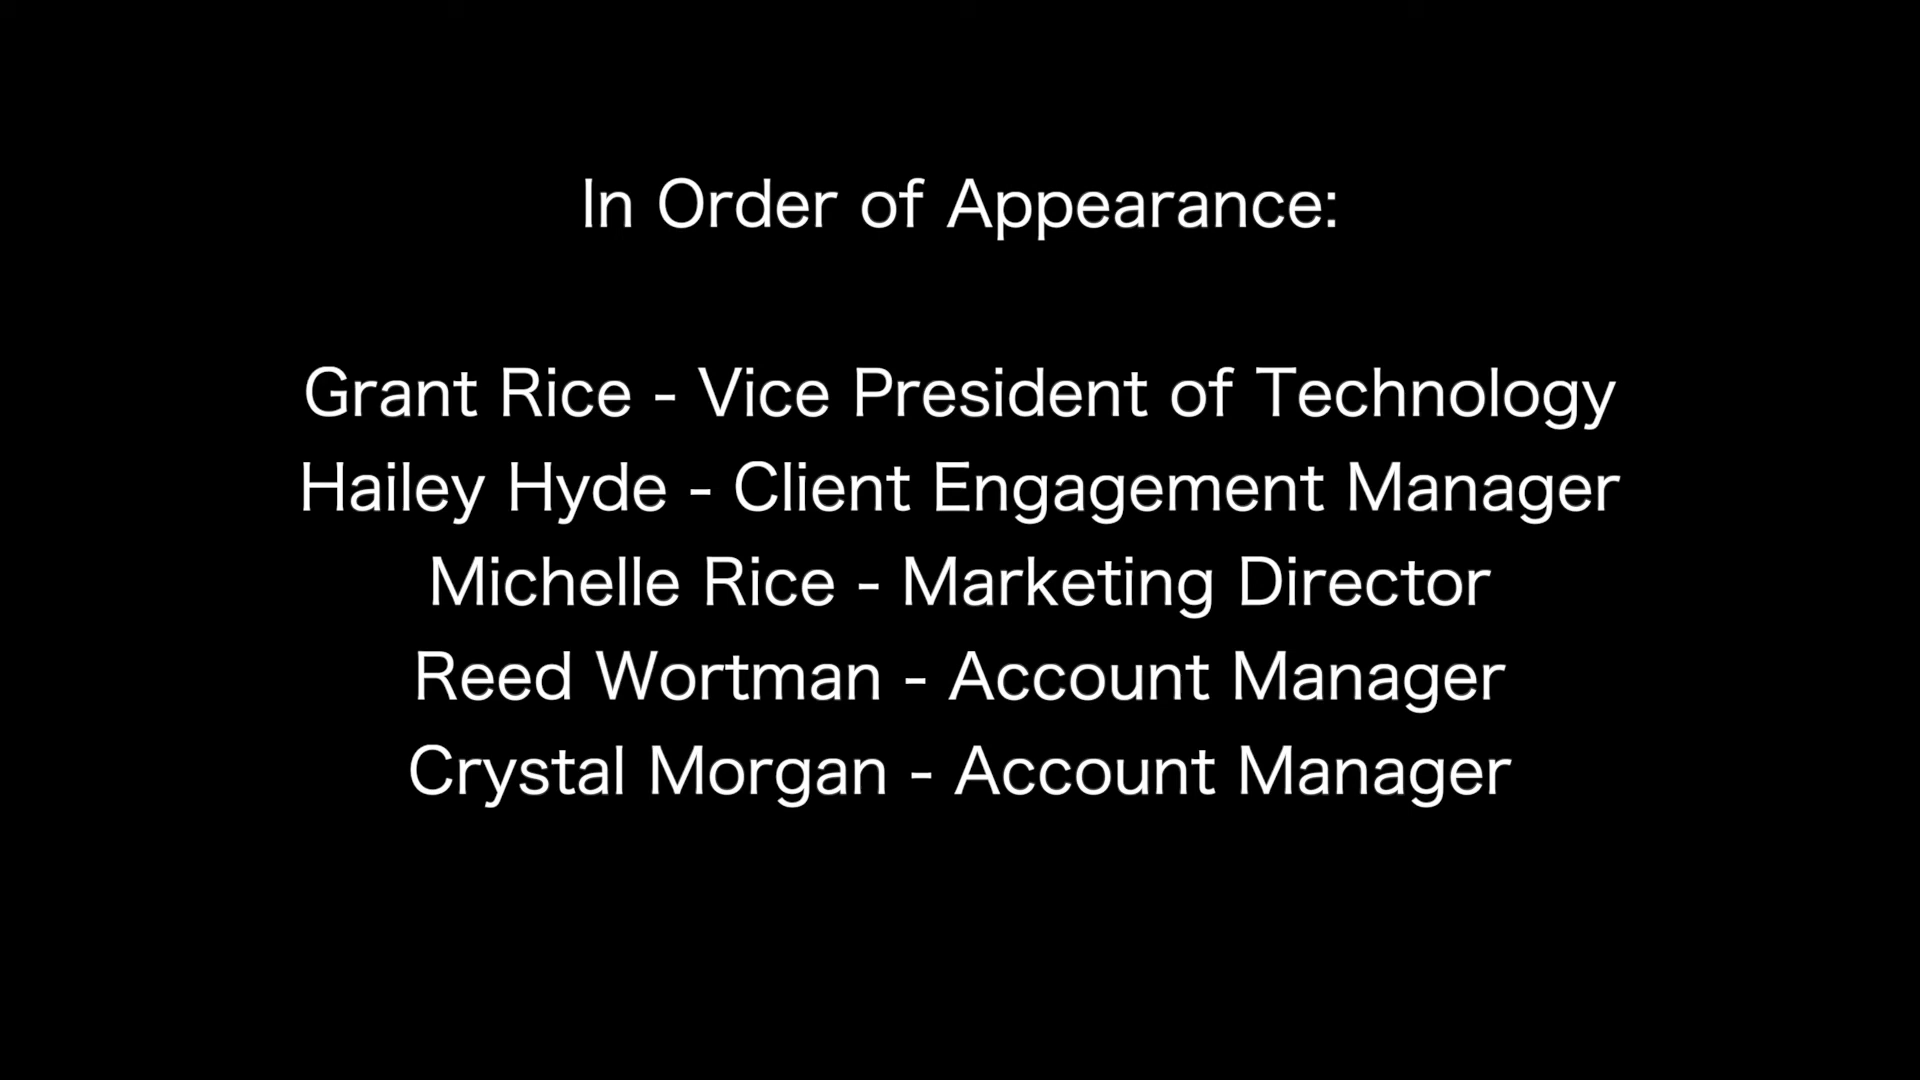 In Order of Appearance:
Grant Rice - Vice President of Technology
Hailey Hyde - Client Engagement Manager
Michelle Rice - Marketing Director
Reed Wortman - Account Manager
Crystal Morgan - Account Manager